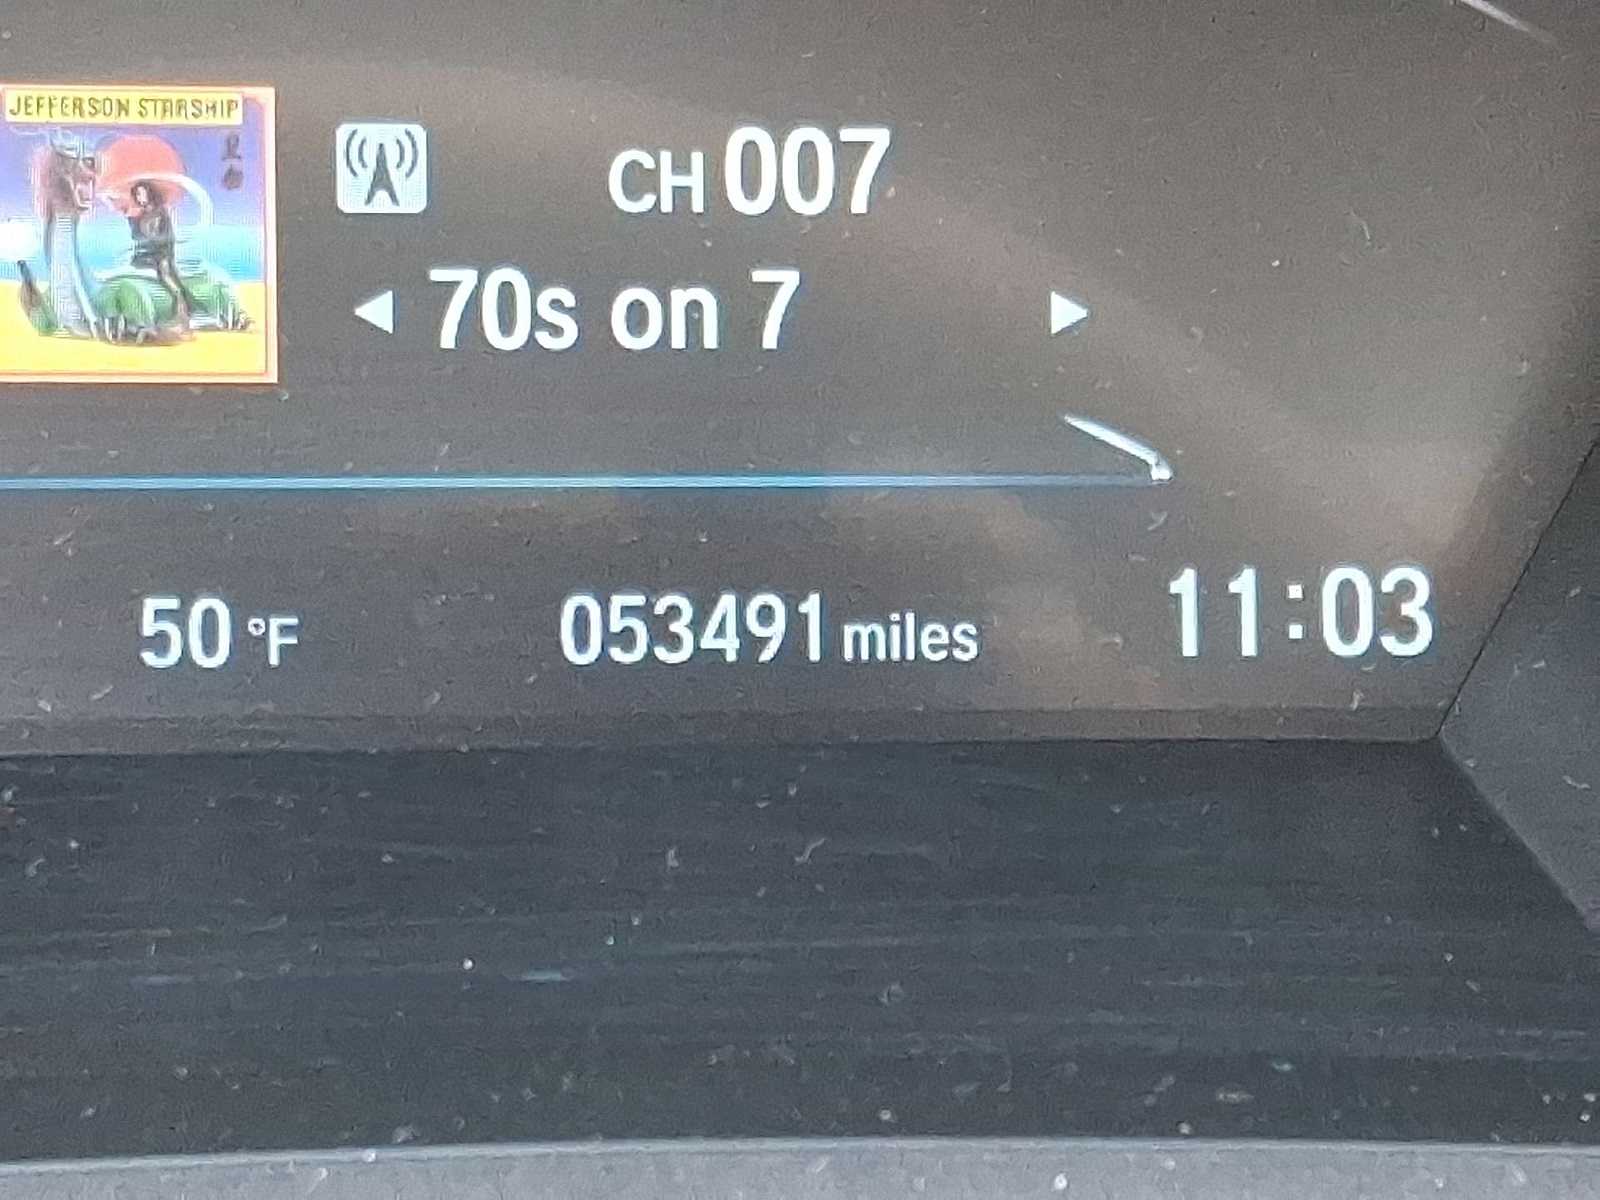 JEFFERSON STARSHIP
CH 007
70s on 7
50 °F
053491 miles
11:03